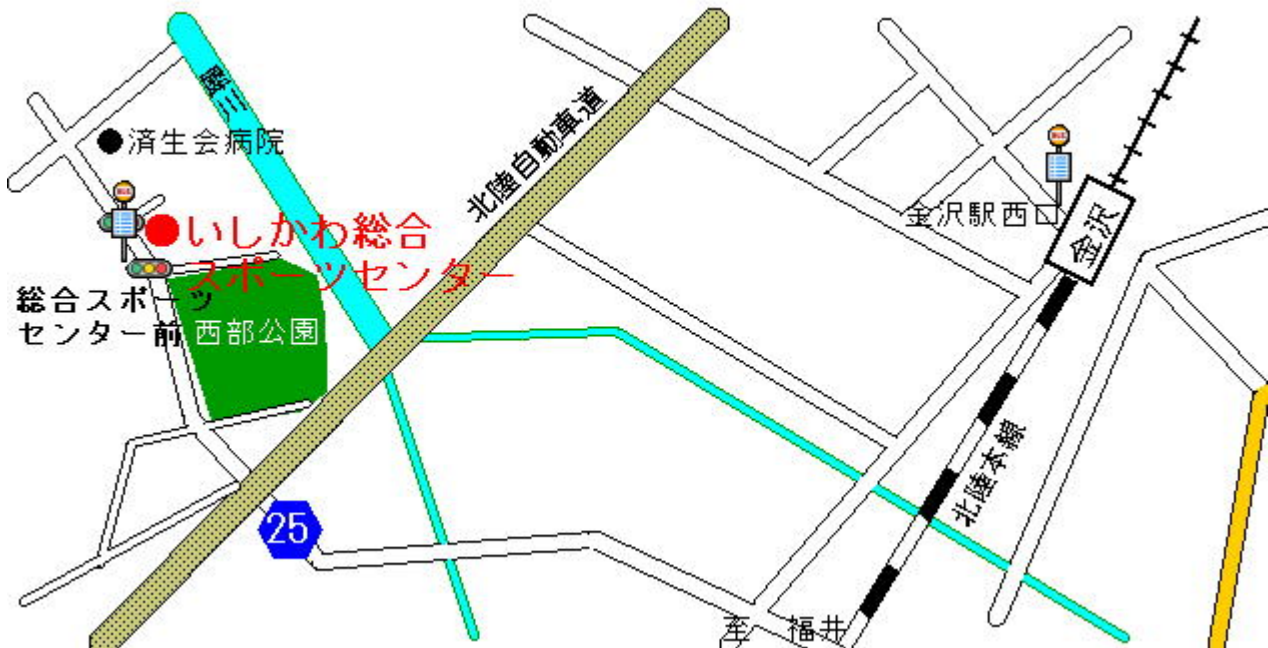 犀川
北陸自動車道
済生会病院
金沢駅西口
金沢
いしかわ総合
スポーツセンター
総合スポーツ
センター前
西部公園
北陸本線
25
至 福井